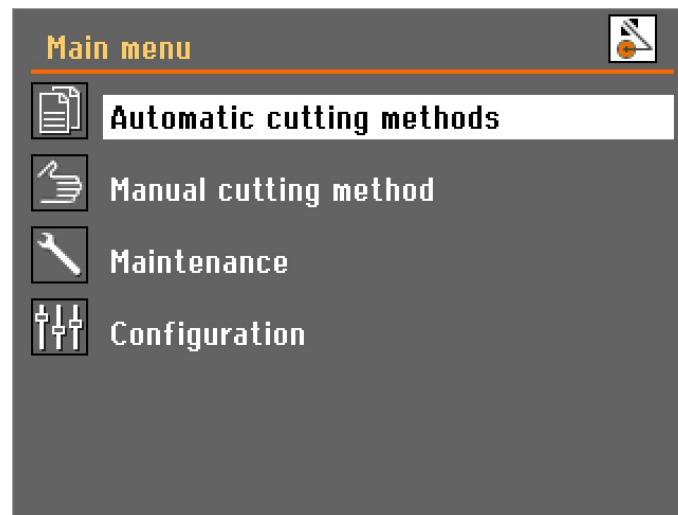 Main menu
Automatic cutting methods
Manual cutting method
Maintenance
Configuration